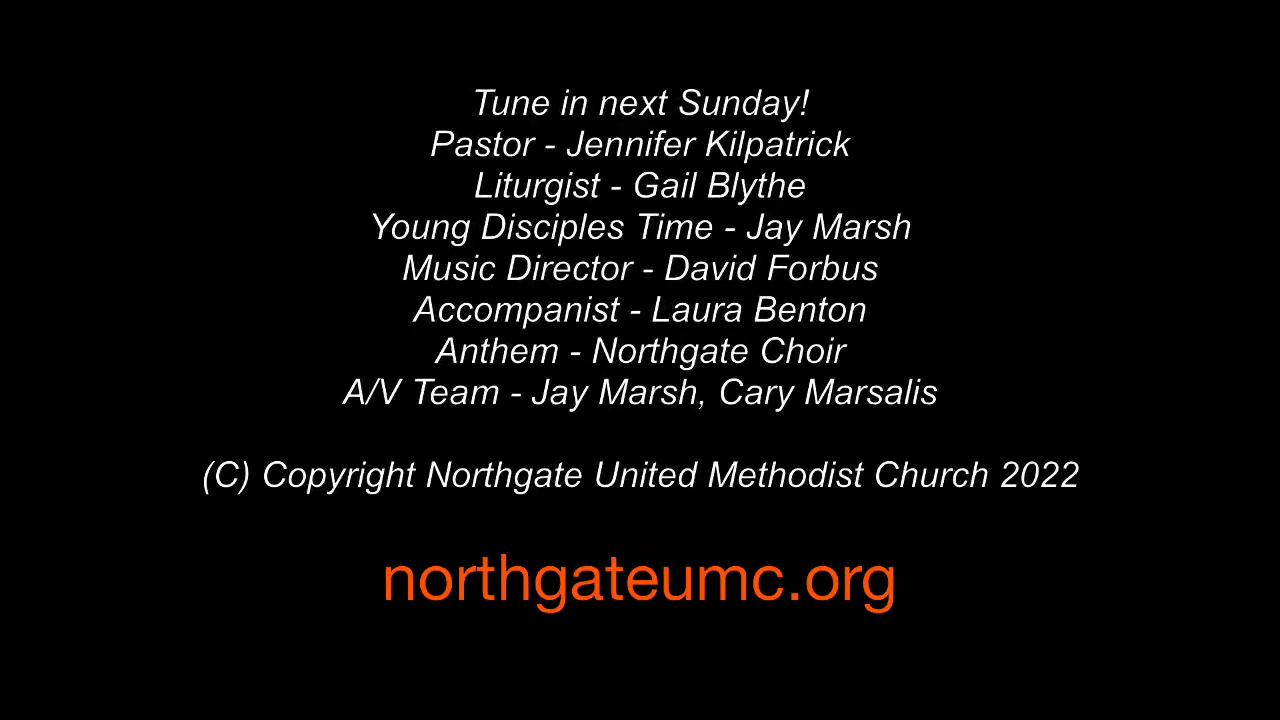 Tune in next Sunday!
Pastor - Jennifer Kilpatrick
Liturgist - Gail Blythe
Young Disciples Time - Jay Marsh
Music Director - David Forbus
Accompanist - Laura Benton
Anthem - Northgate Choir
A/V Team - Jay Marsh, Cary Marsalis
(C) Copyright Northgate United Methodist Church 2022
northgateumc.org